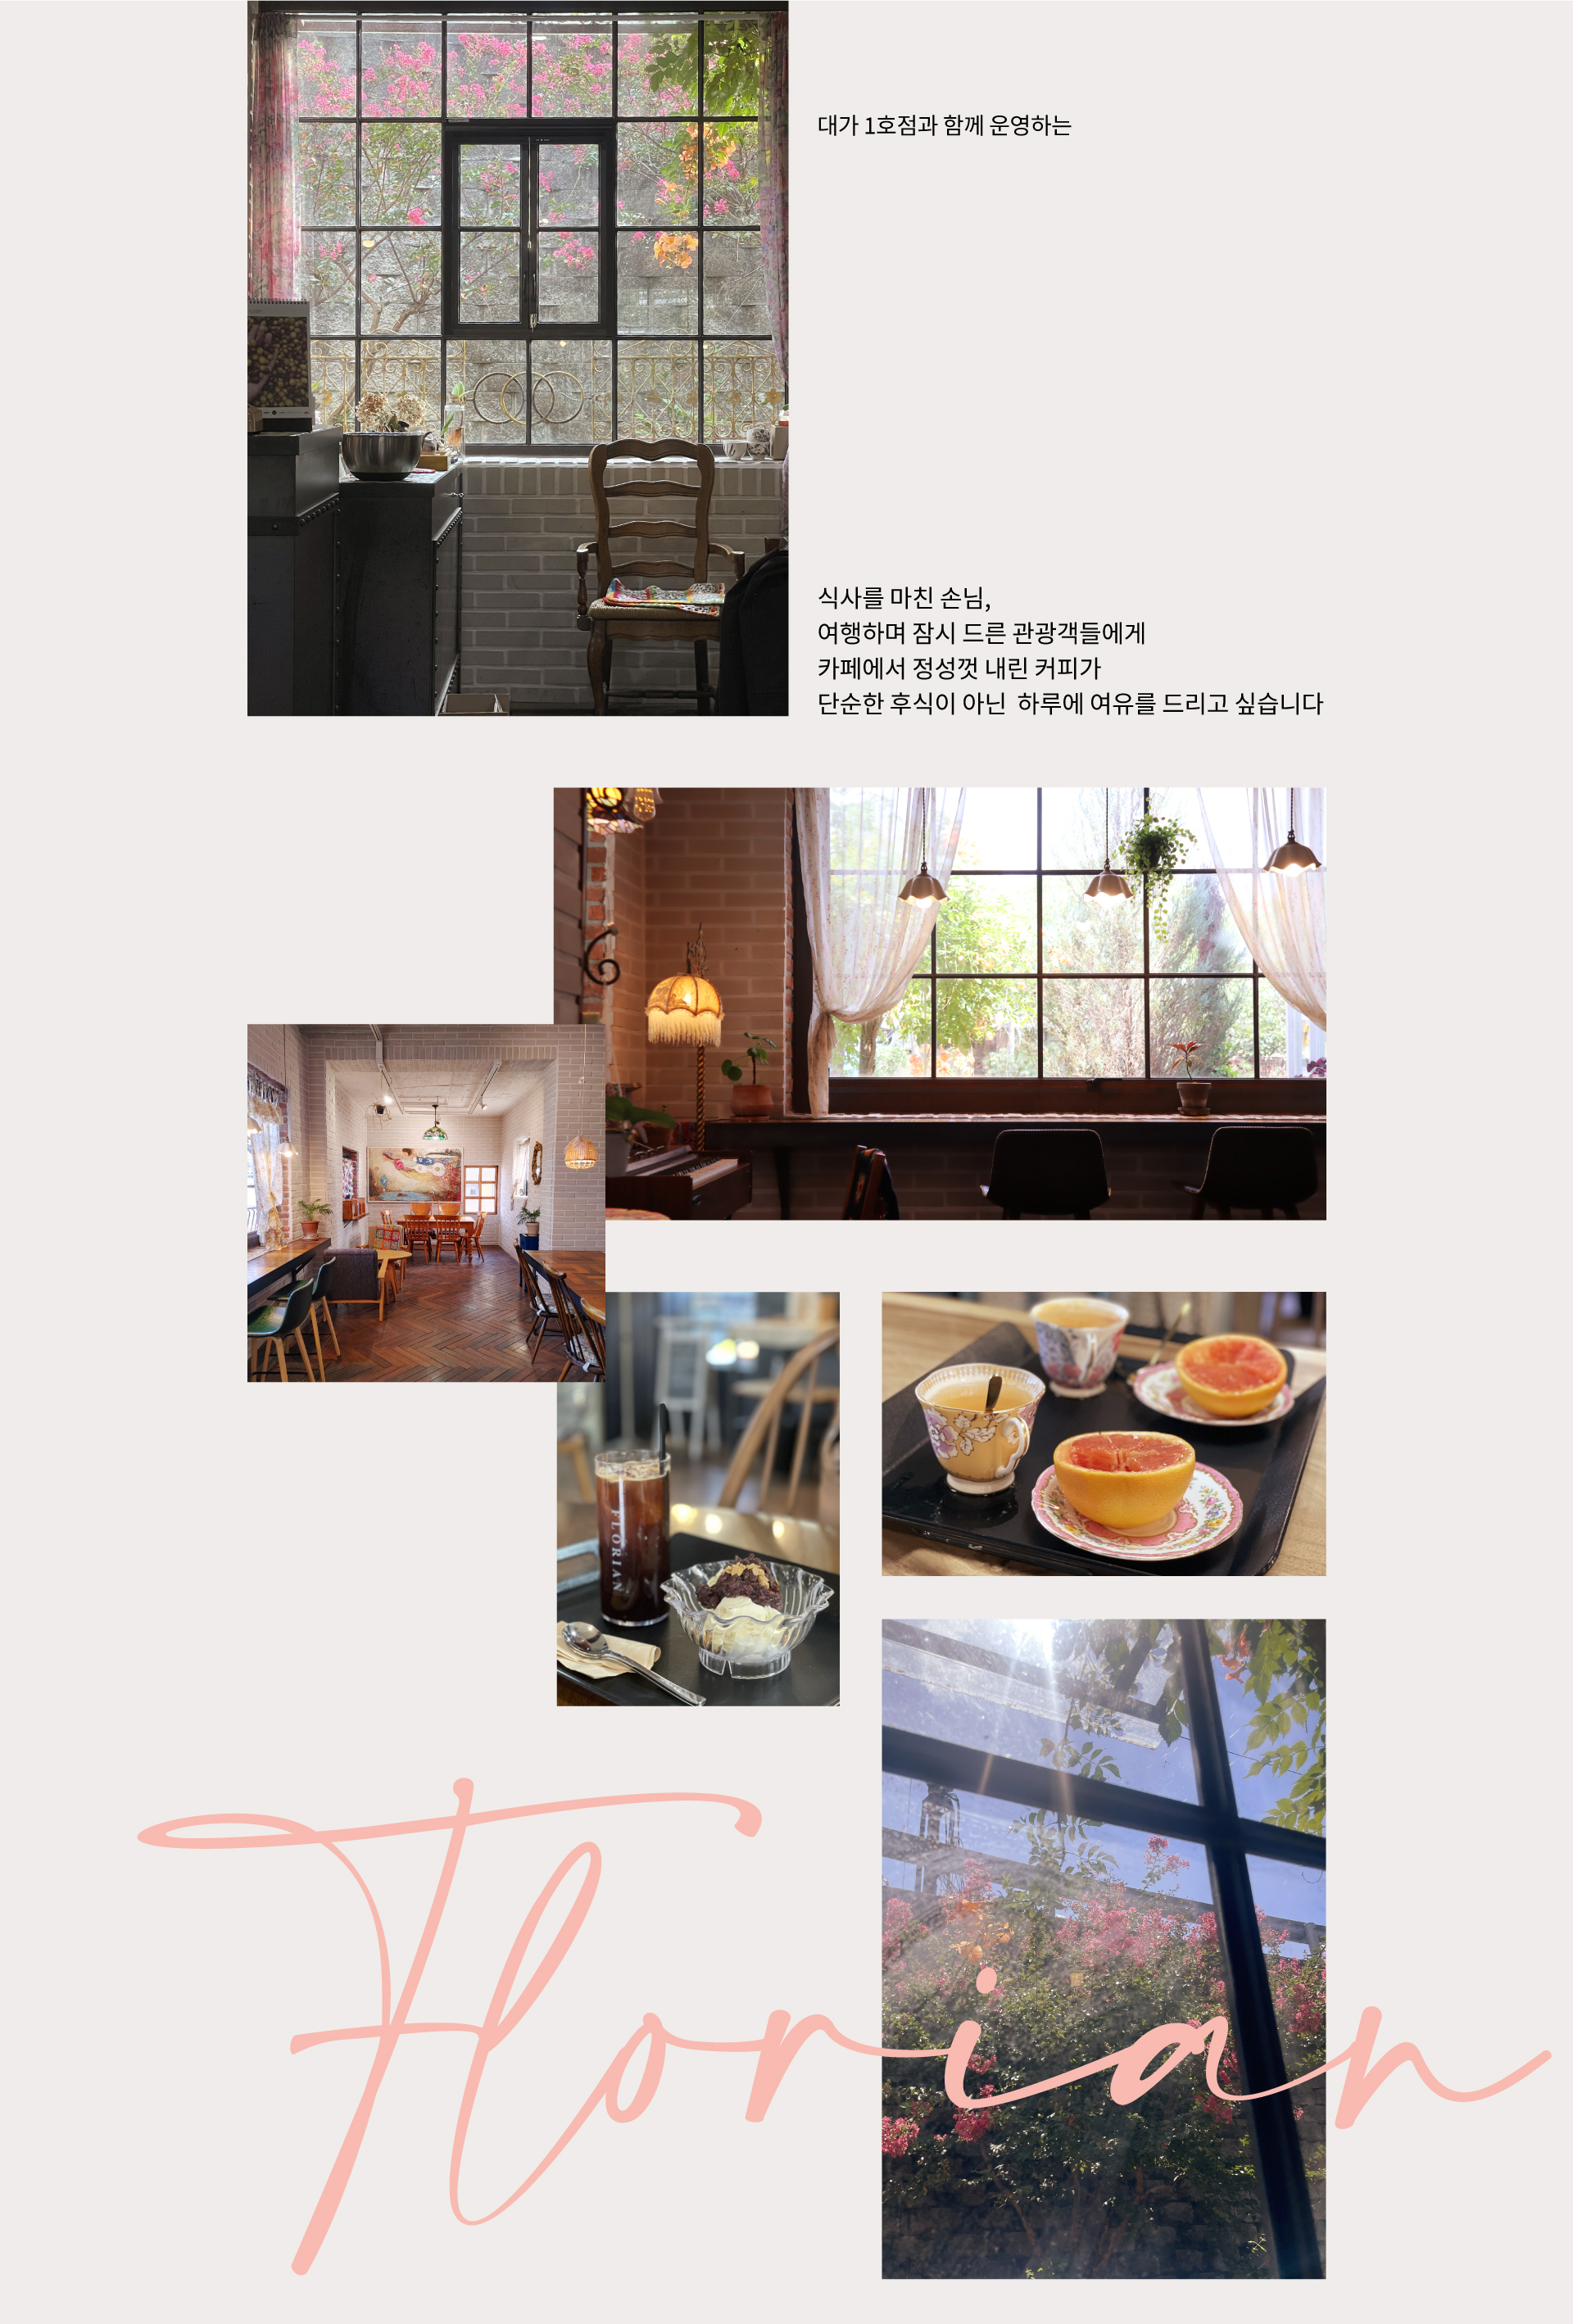 대가 1호점과 함께 운영하는
식사를 마친 손님,
여행하며 잠시 드른 관광객들에게
카페에서 정성껏 내린 커피가
단순한 후식이 아닌 하루에 여유를 드리고 싶습니다
FLORIAN
Florian